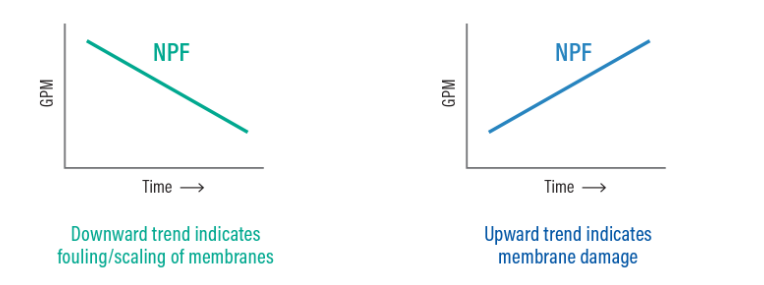 NPF
GPM
Time →
Downward trend indicates
fouling/scaling of membranes
NPF
GPM
Time →
Upward trend indicates
membrane damage